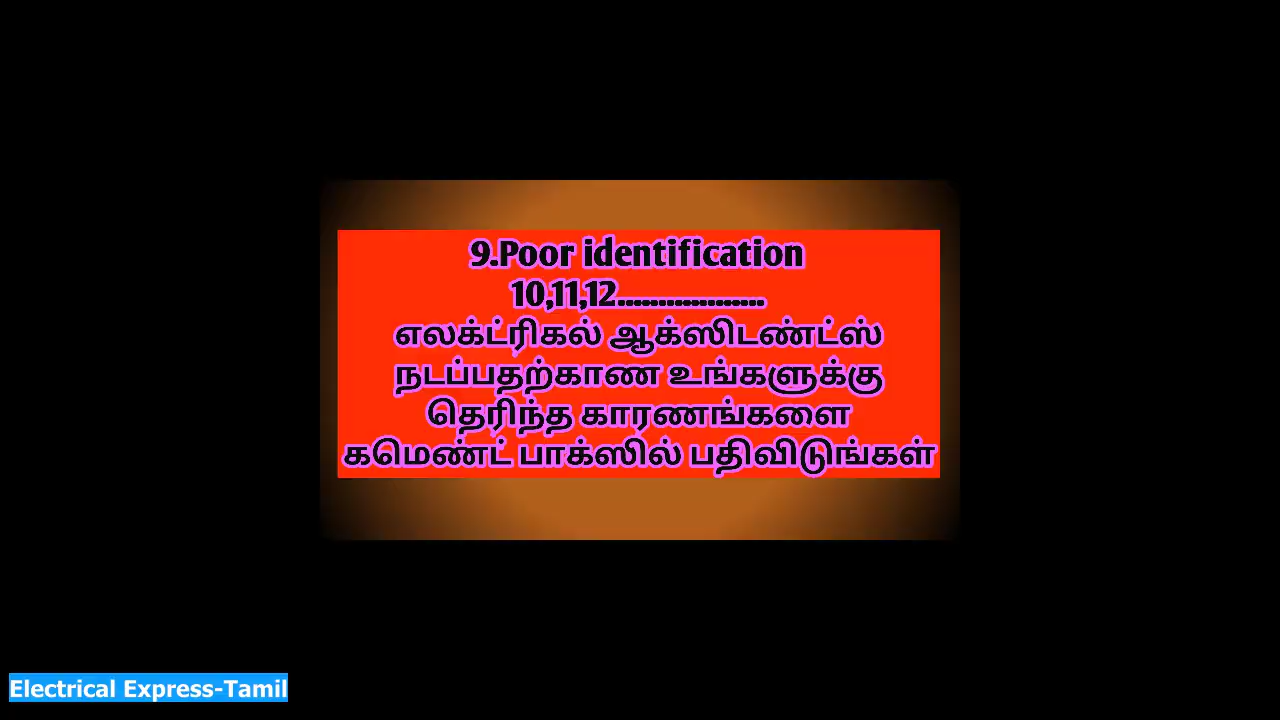 9.Poor identification
10,11,12..................
எலக்ட்ரிகல் ஆக்ஸிடண்ட்ஸ்
நடப்பதற்காண உங்களுக்கு
தெரிந்த காரணங்களை
கமெண்ட் பாக்ஸில் பதிவிடுங்கள்
Electrical Express-Tamil